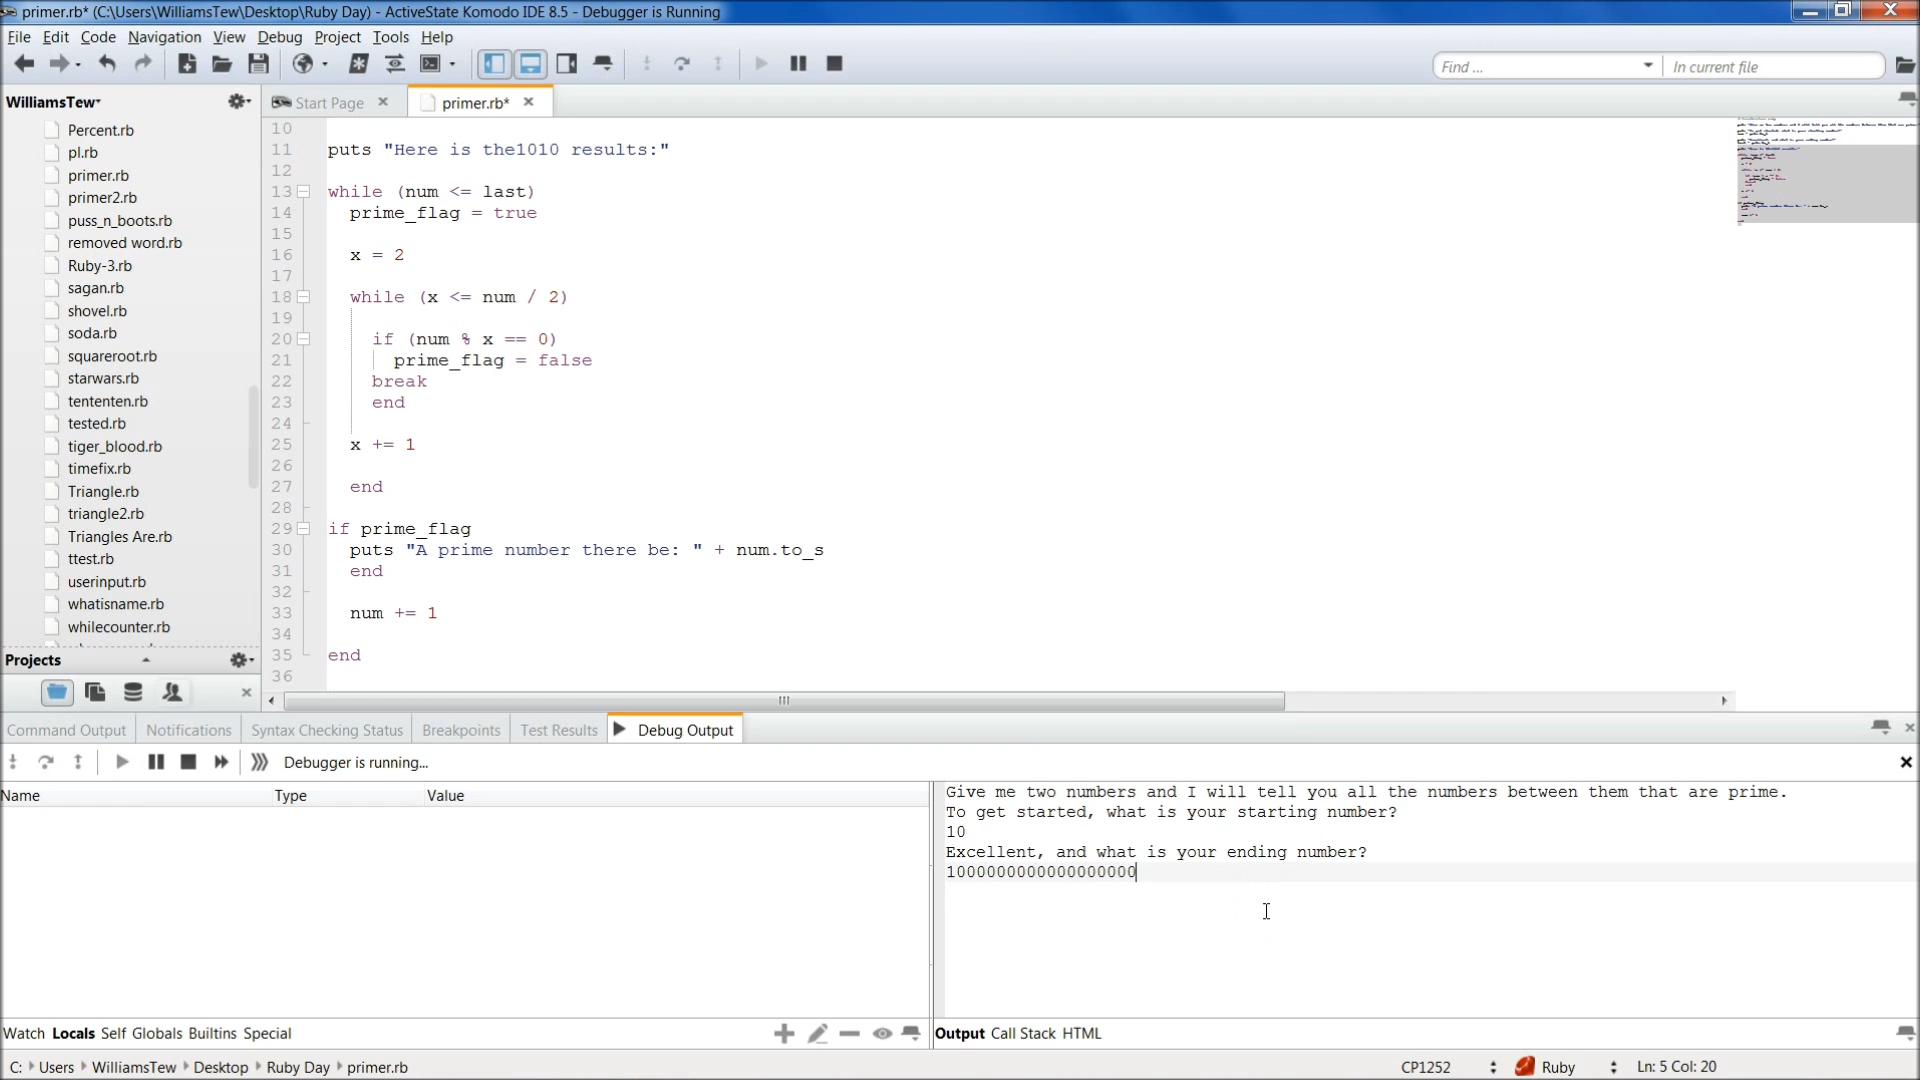 primer.rb* (C:\Users\WilliamsTew\Desktop\Ruby Day) - ActiveState Komodo IDE 8.5 - Debugger is Running
File Edit Code Navigation View Debug Project Tools Help
Find ... In current file
WilliamsTew
Start Page primer.rb*
Percent.rb
pl.rb
primer.rb
primer2.rb
puss_n_boots.rb
removed word.rb
Ruby-3.rb
sagan.rb
shovel.rb
soda.rb
squareroot.rb
starwars.rb
tententen.rb
tested.rb
tiger_blood.rb
timefix.rb
Triangle.rb
triangle2.rb
Triangles Are.rb
ttest.rb
userinput.rb
whatisname.rb
whilecounter.rb
Projects
10
11 puts "Here is the1010 results:"
12
13 while (num <= last)
14 prime_flag = true
15
16 x = 2
17
18 while (x <= num / 2)
19
20 if (num % x == 0)
21 prime_flag = false
22 break
23 end
24
25 x += 1
26
27 end
28
29 if prime_flag
30 puts "A prime number there be: " + num.to_s
31 end
32
33 num += 1
34
35 end
36
Command Output Notifications Syntax Checking Status Breakpoints Test Results Debug Output
Debugger is running...
Name Type Value
Give me two numbers and I will tell you all the numbers between them that are prime.
To get started, what is your starting number?
10
Excellent, and what is your ending number?
1000000000000000000
Watch Locals Self Globals Builtins Special
Output Call Stack HTML
C: Users WilliamsTew Desktop Ruby Day primer.rb
CP1252 Ruby Ln: 5 Col: 20